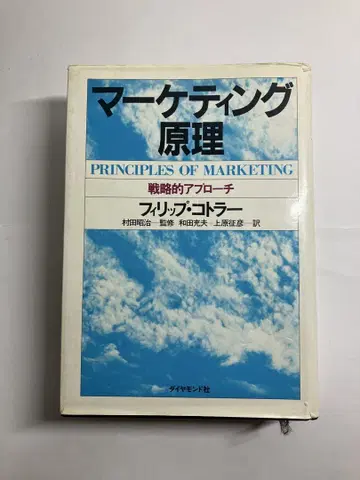 マーケティング
原理
PRINCIPLES OF MARKETING
戦略的アプローチ
フィリップ・コトラー
村田昭治─監修 和田充夫・上原征彦─訳
ダイヤモンド社